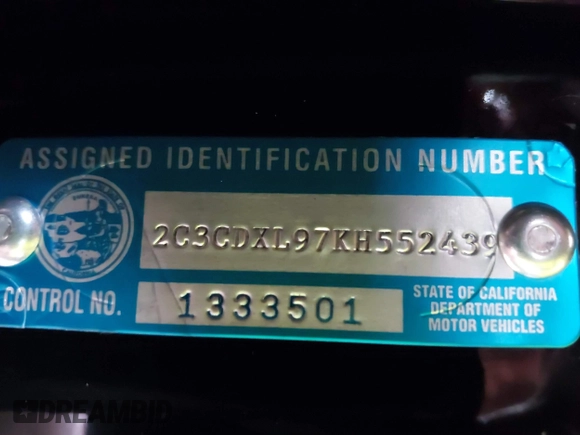 ASSIGNED IDENTIFICATION NUMBER
2C3CDXL97KH552439
CONTROL NO.
1333501
STATE OF CALIFORNIA
DEPARTMENT OF
MOTOR VEHICLES
DREAMBID